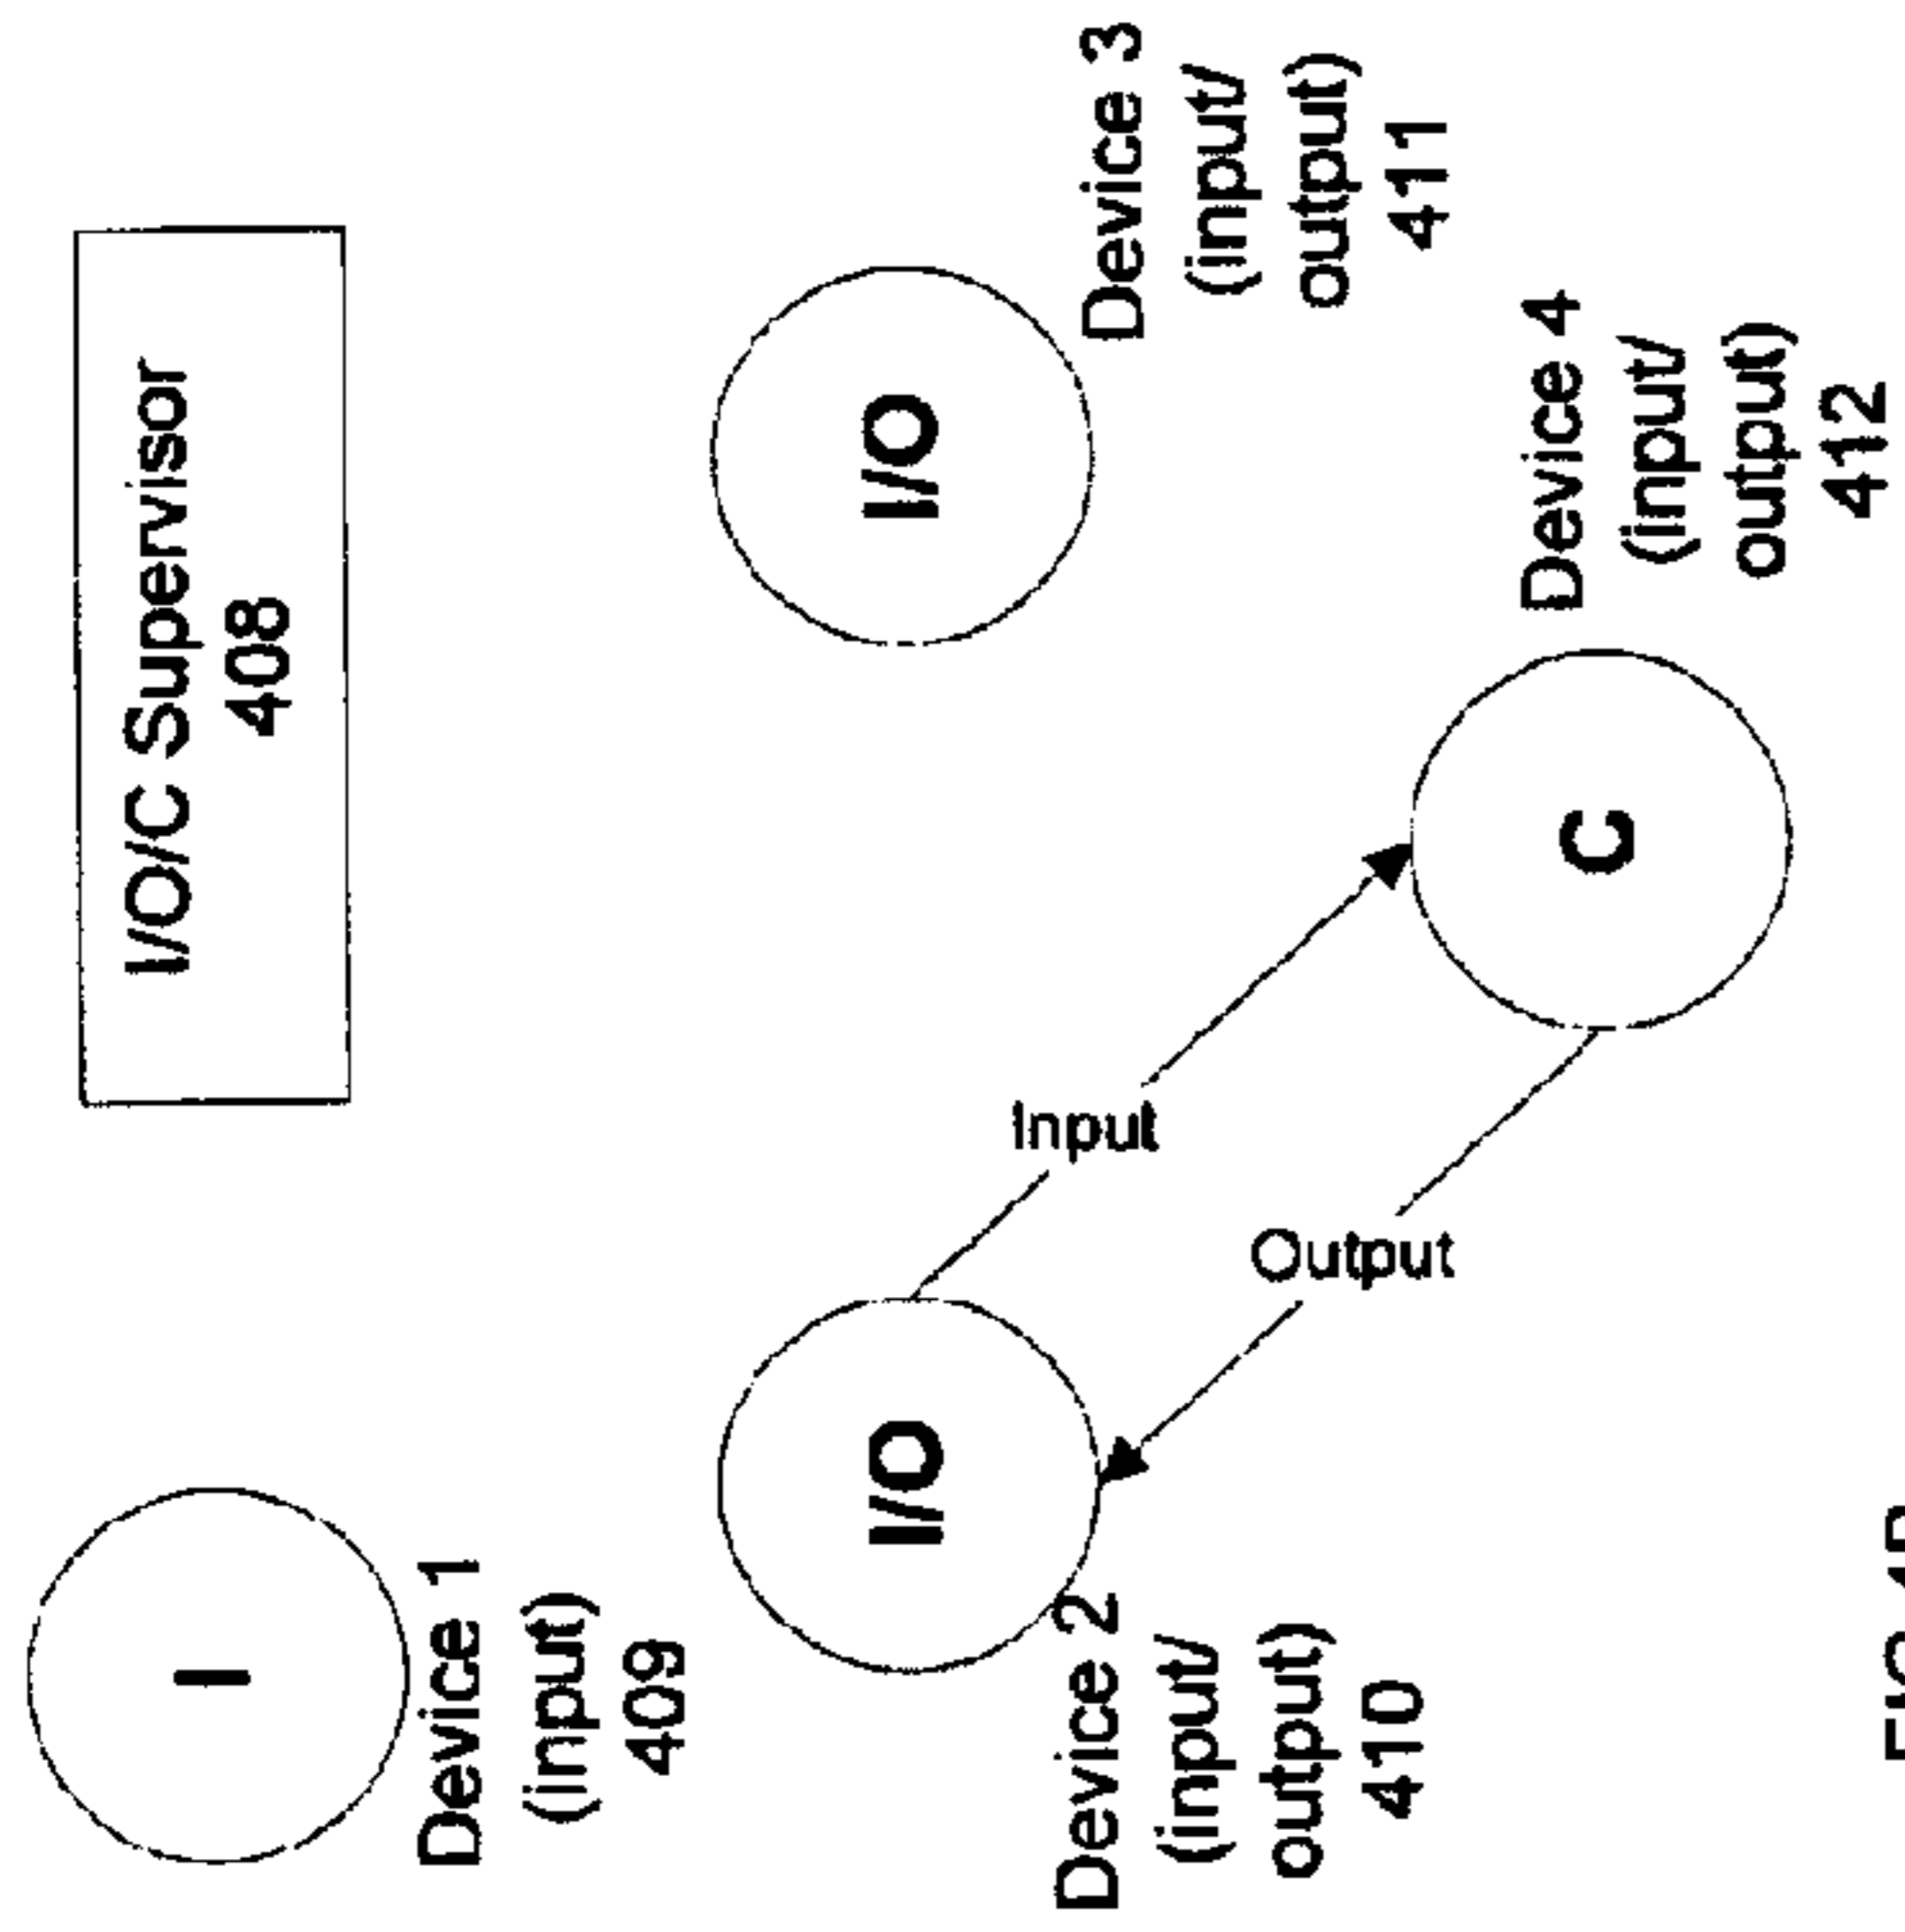 I/O/C Supervisor
408
I
Device 1
(input)
409
I/O
Device 2
(input/
output)
410
Input
Output
I/O
Device 3
(input/
output)
411
C
Device 4
(input/
output)
412